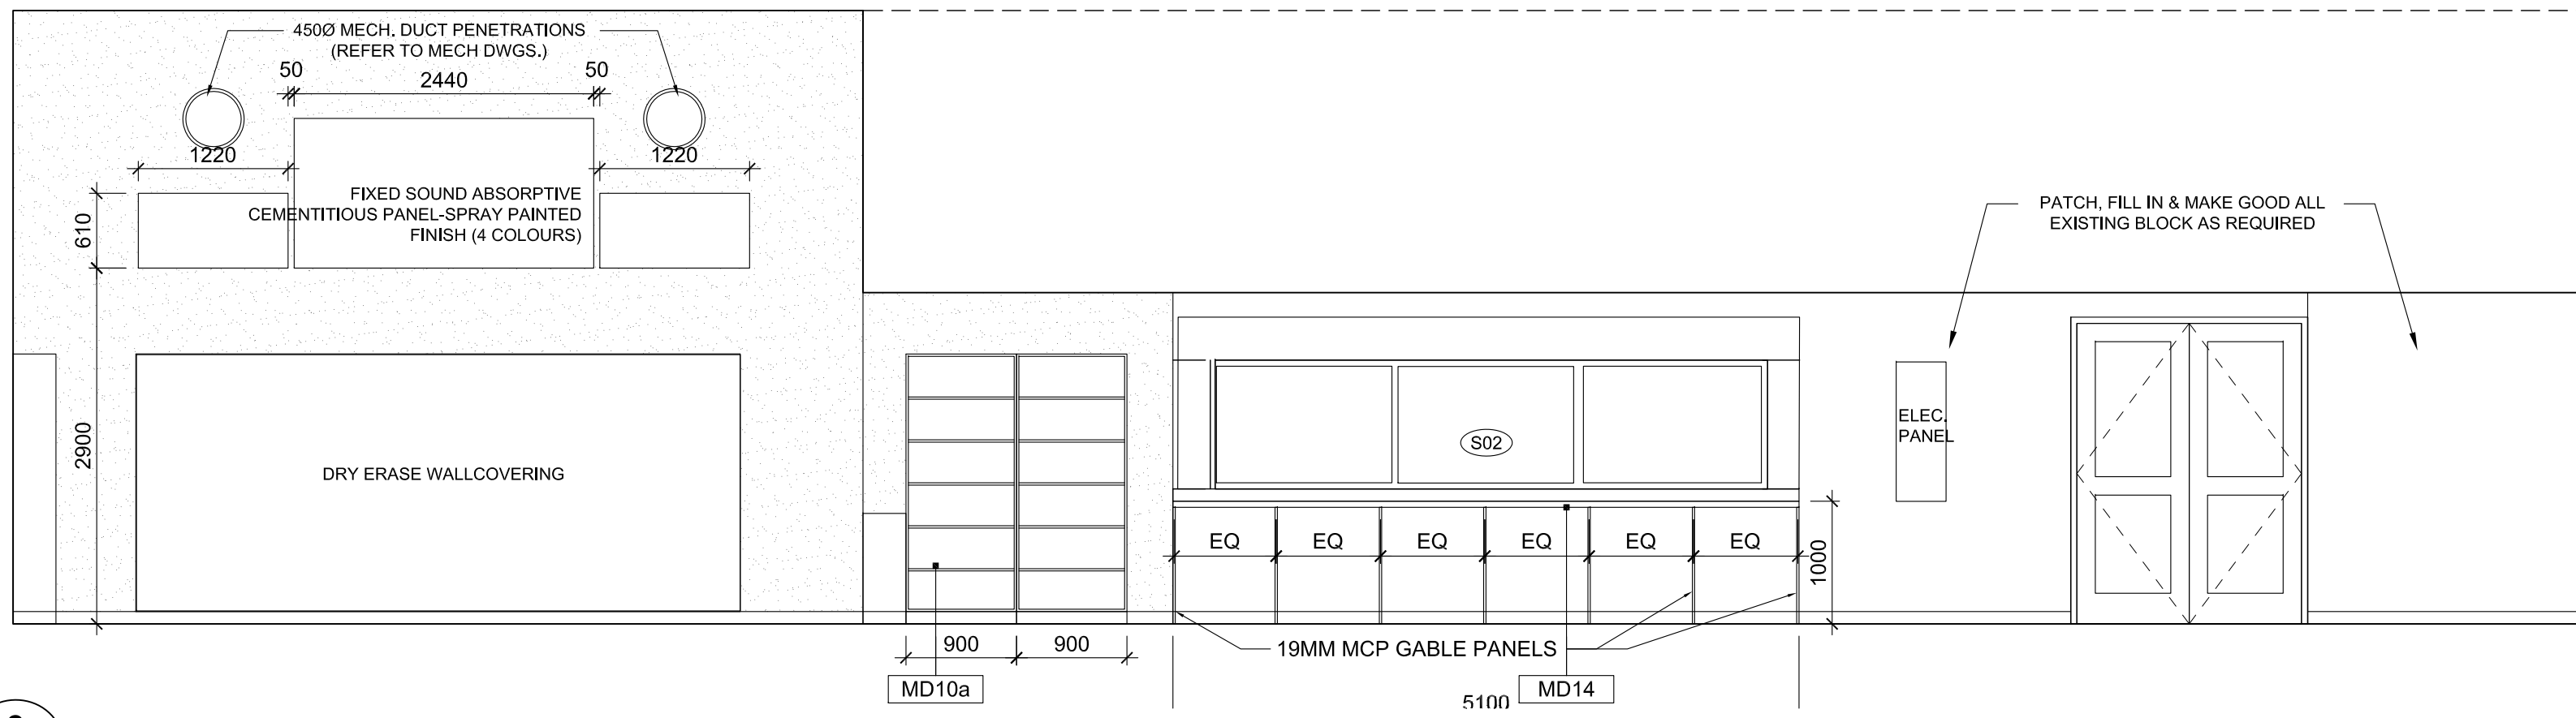 450Ø MECH. DUCT PENETRATIONS
(REFER TO MECH DWGS.)
50
2440
50
1220
1220
610
FIXED SOUND ABSORPTIVE
CEMENTITIOUS PANEL-SPRAY PAINTED
FINISH (4 COLOURS)
2900
DRY ERASE WALLCOVERING
PATCH, FILL IN & MAKE GOOD ALL
EXISTING BLOCK AS REQUIRED
ELEC.
PANEL
S02
EQ
EQ
EQ
EQ
EQ
EQ
1000
900
900
19MM MCP GABLE PANELS
MD10a
MD14
5100